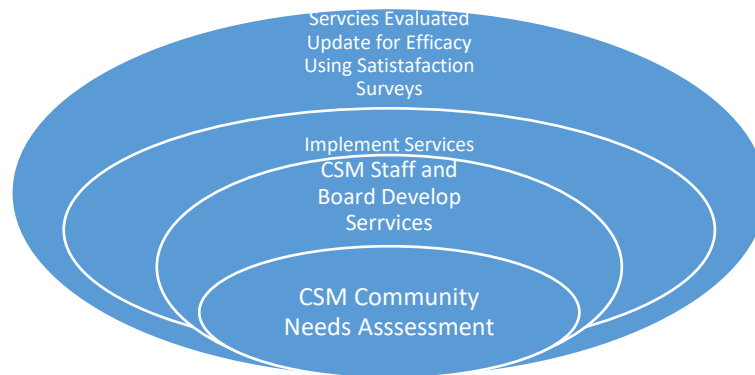 Servcies Evaluated
Update for Efficacy
Using Satistafaction
Surveys
Implement Services
CSM Staff and
Board Develop
Serrvices
CSM Community
Needs Asssessment